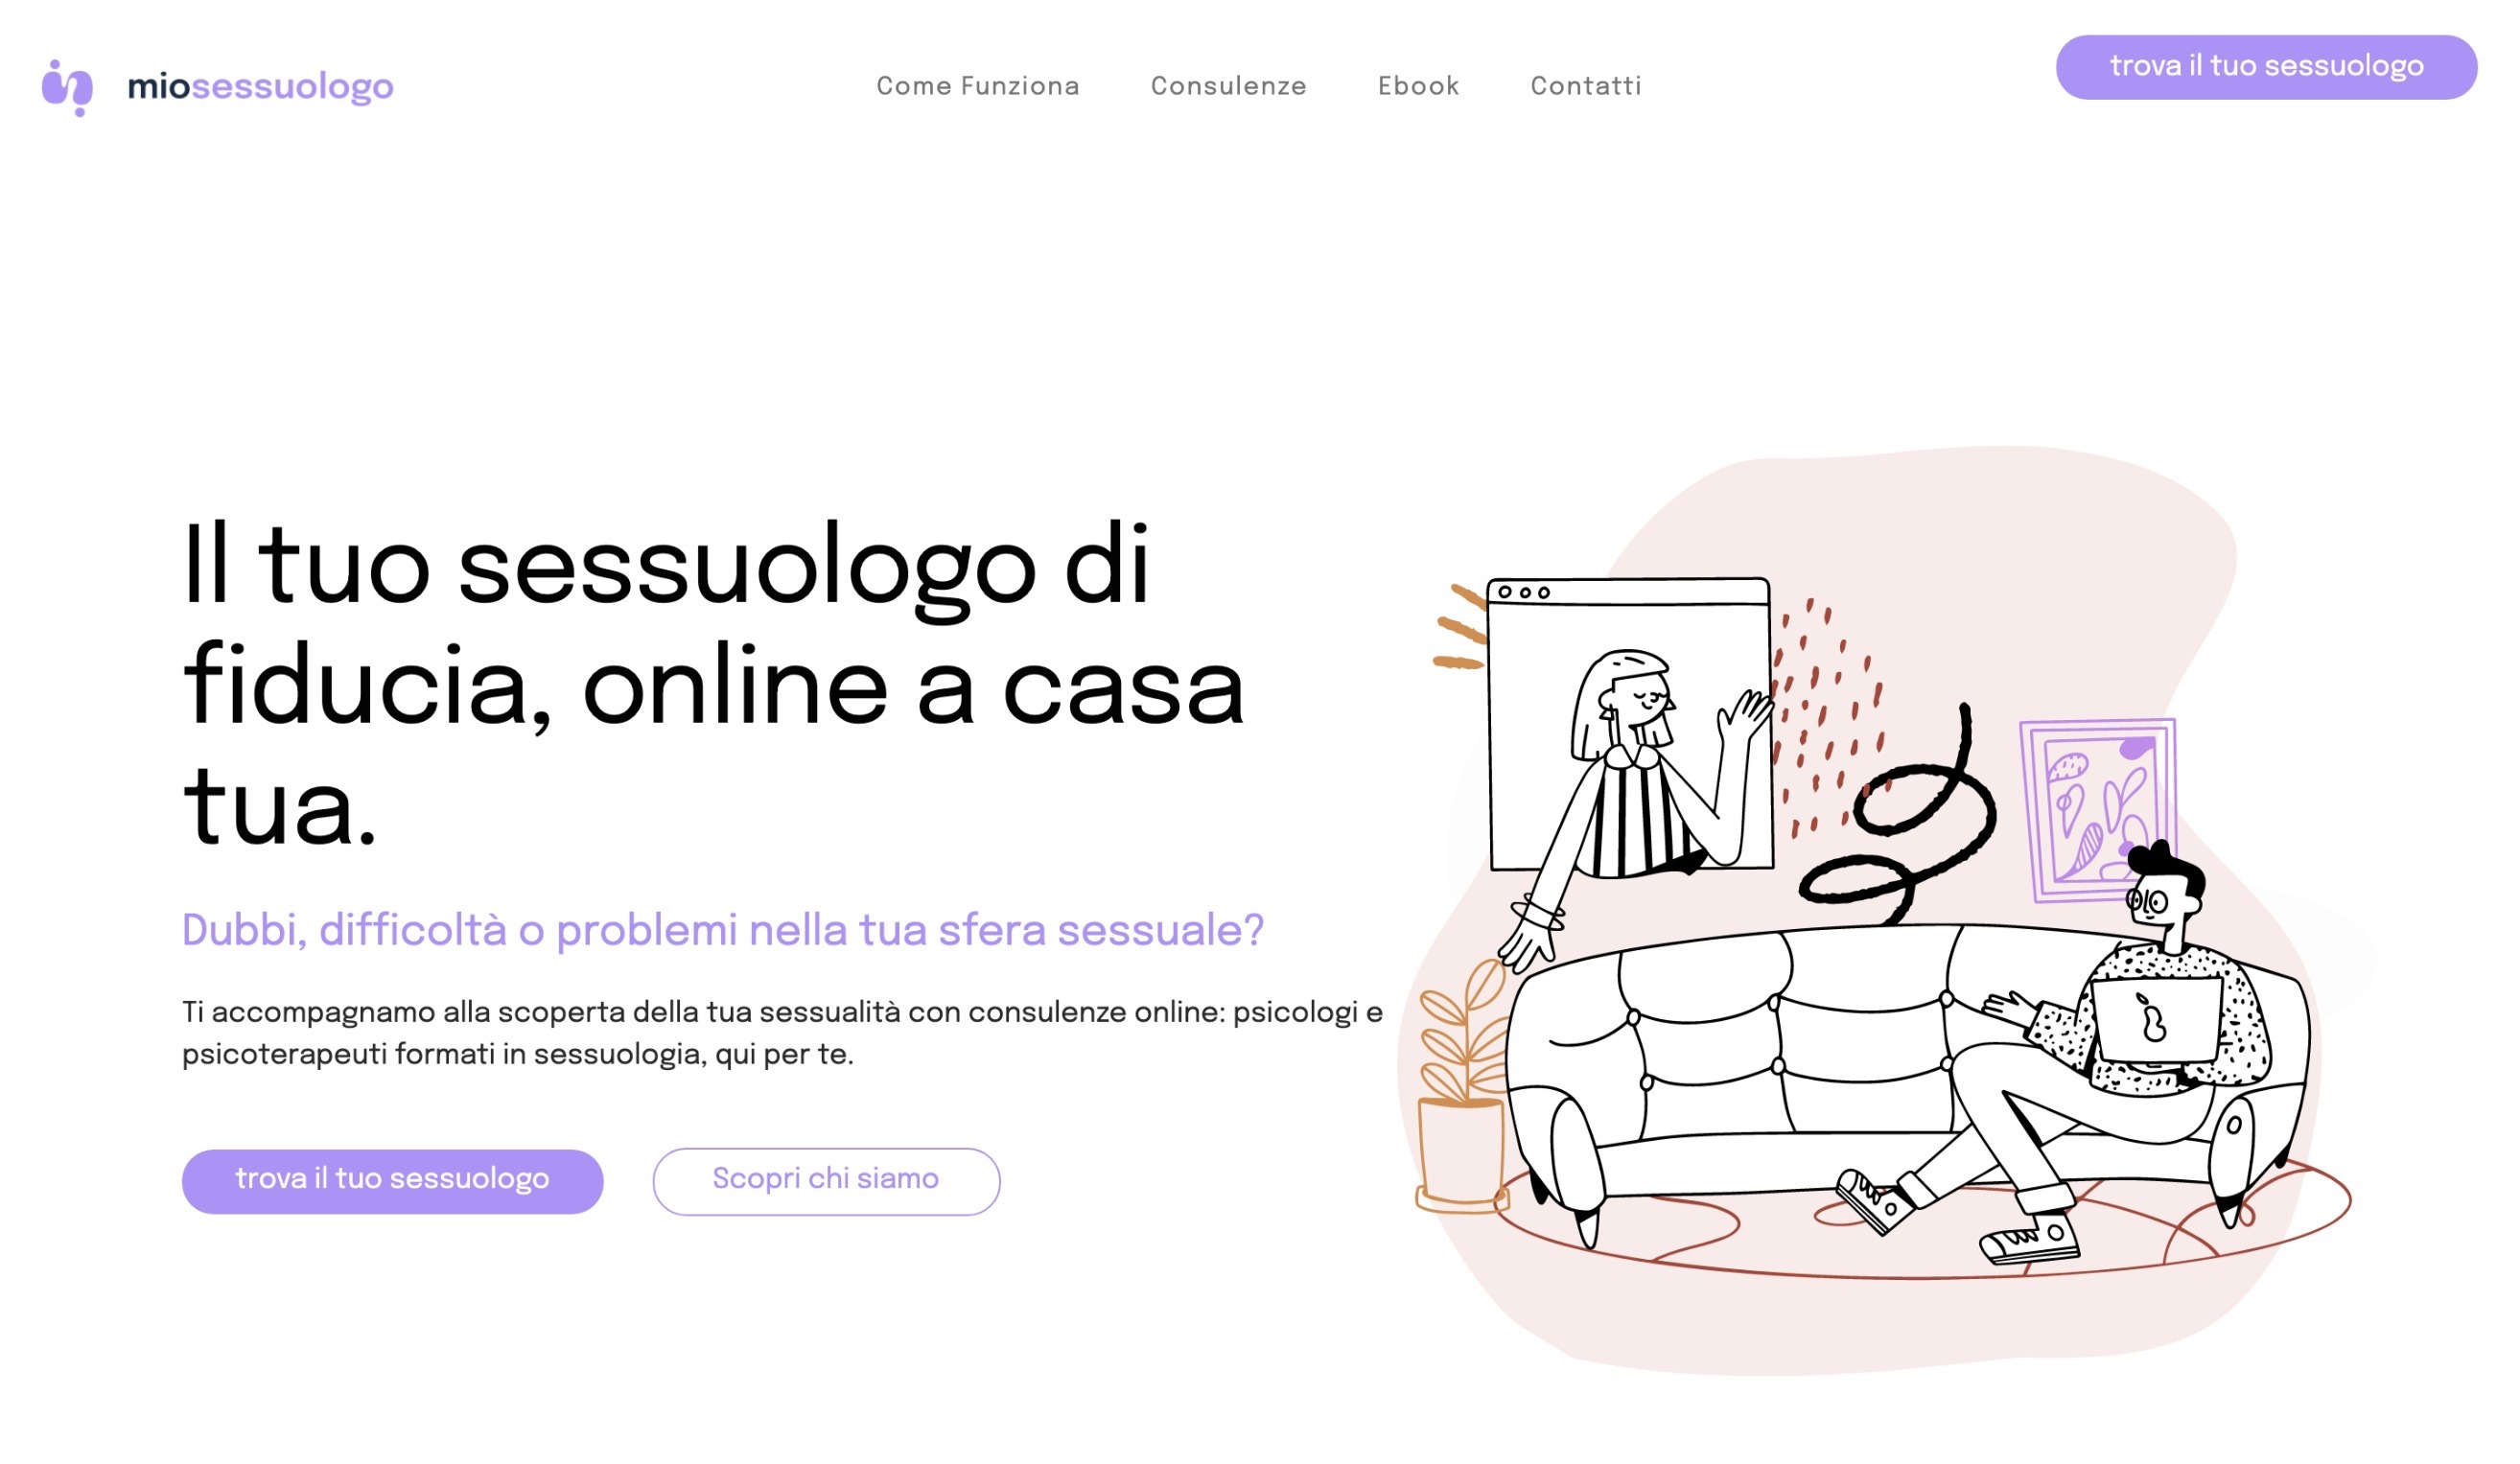 miosessuologo
Come Funziona
Consulenze
Ebook
Contatti
trova il tuo sessuologo
Il tuo sessuologo di
fiducia, online a casa
tua.
Dubbi, difficoltà o problemi nella tua sfera sessuale?
Ti accompagnamo alla scoperta della tua sessualità con consulenze online: psicologi e
psicoterapeuti formati in sessuologia, qui per te.
trova il tuo sessuologo
Scopri chi siamo